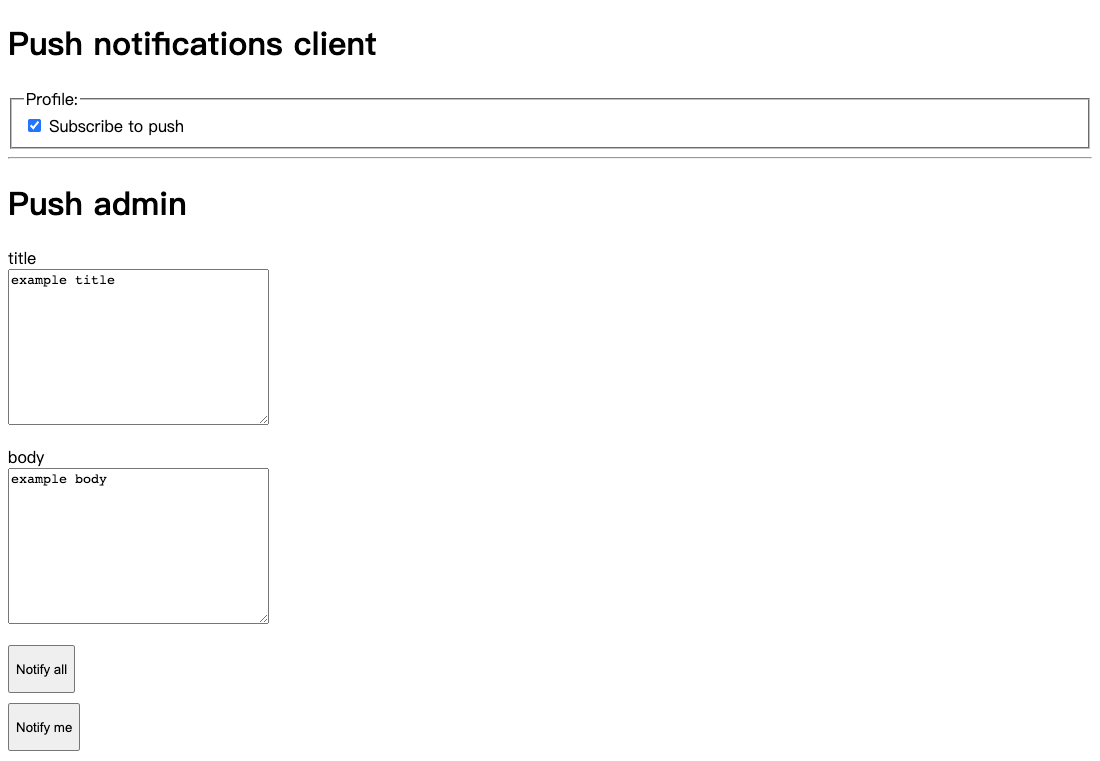 Push notifications client
Profile:
Subscribe to push
Push admin
title
example title
body
example body
Notify all
Notify me